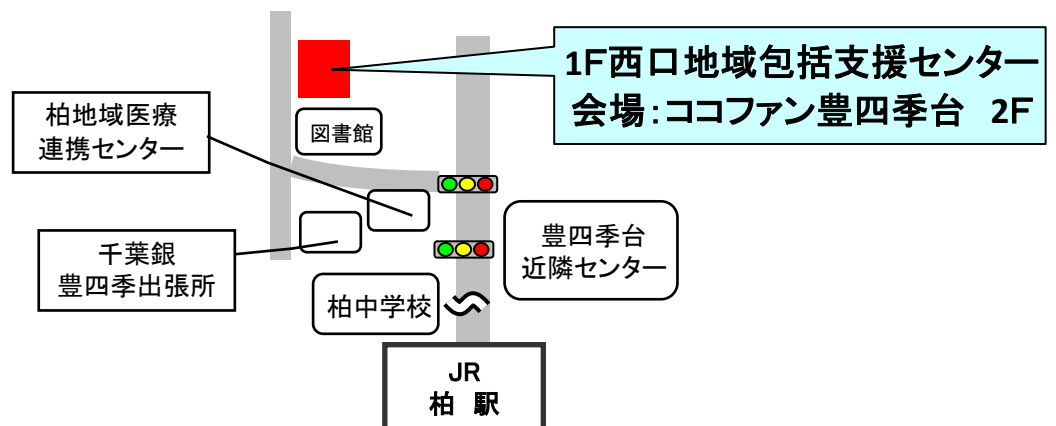 1F西口地域包括支援センター
会場：ココファン豊四季台　2F
柏地域医療
連携センター
図書館
千葉銀
豊四季出張所
豊四季台
近隣センター
柏中学校
JR
柏　駅